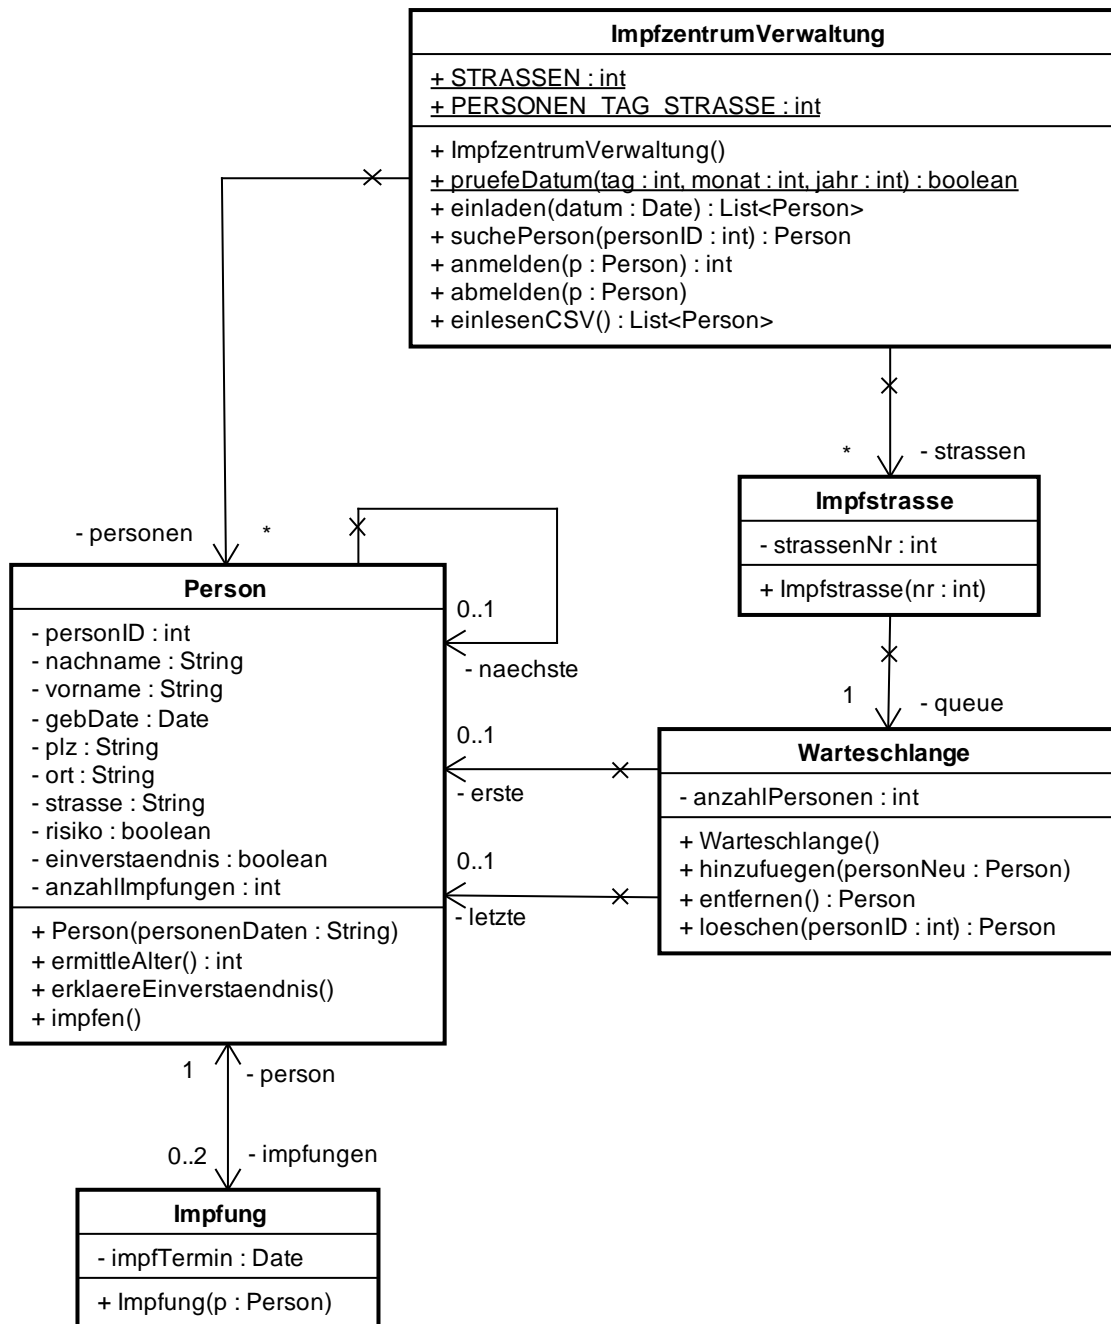 ImpfzentrumVerwaltung
+ STRASSEN : int
+ PERSONEN_TAG_STRASSE : int
+ ImpfzentrumVerwaltung()
+ pruefeDatum(tag : int, monat : int, jahr : int) : boolean
+ einladen(datum : Date) : List<Person>
+ suchePerson(personID : int) : Person
+ anmelden(p : Person) : int
+ abmelden(p : Person)
+ einlesenCSV() : List<Person>
* - strassen
Impfstrasse
- strassenNr : int
+ Impfstrasse(nr : int)
- personen *
Person
- personID : int
- nachname : String
- vorname : String
- gebDate : Date
- plz : String
- ort : String
- strasse : String
- risiko : boolean
- einverstaendnis : boolean
- anzahlImpfungen : int
+ Person(personenDaten : String)
+ ermittleAlter() : int
+ erklaereEinverstaendnis()
+ impfen()
0..1
- naechste
0..1
- erste
0..1
- letzte
1 - queue
Warteschlange
- anzahlPersonen : int
+ Warteschlange()
+ hinzufuegen(personNeu : Person)
+ entfernen() : Person
+ loeschen(personID : int) : Person
1 - person
0..2 - impfungen
Impfung
- impfTermin : Date
+ Impfung(p : Person)